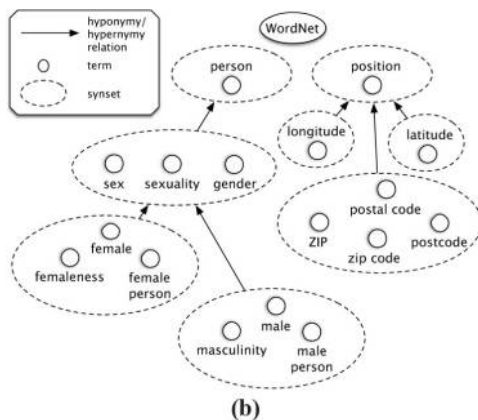 hyponymy/
hypernymy
relation
term
synset
WordNet
person
position
longitude
latitude
sex
sexuality
gender
postal code
ZIP
zip code
postcode
female
femaleness
female
person
male
masculinity
male
person
(b)